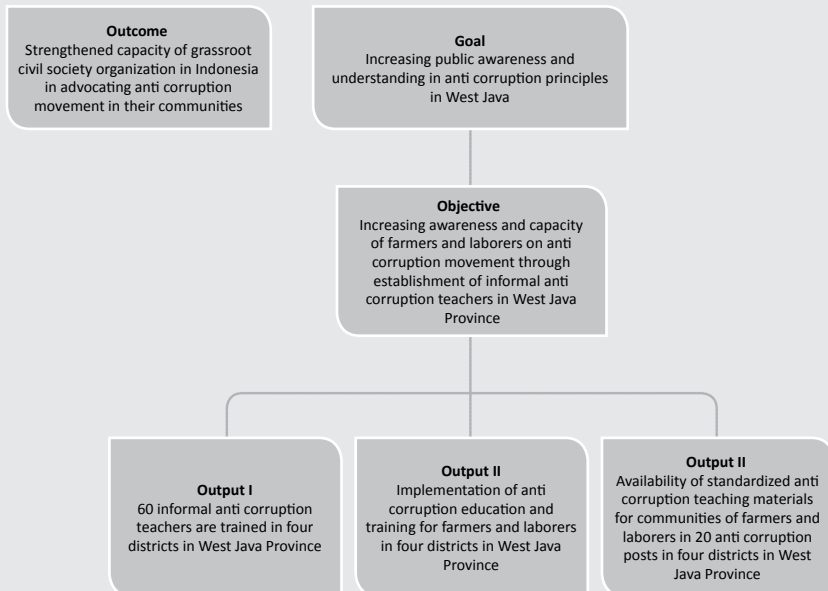 Outcome
Strengthened capacity of grassroot
civil society organization in Indonesia
in advocating anti corruption
movement in their communities
Goal
Increasing public awareness and
understanding in anti corruption principles
in West Java
Objective
Increasing awareness and capacity
of farmers and laborers on anti
corruption movement through
establishment of informal anti
corruption teachers in West Java
Province
Output I
60 informal anti corruption
teachers are trained in four
districts in West Java Province
Output II
Implementation of anti
corruption education and
training for farmers and laborers
in four districts in West Java
Province
Output II
Availability of standardized anti
corruption teaching materials
for communities of farmers and
laborers in 20 anti corruption
posts in four districts in West
Java Province